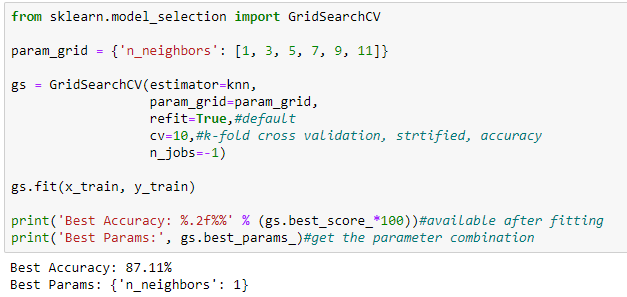 from sklearn.model_selection import GridSearchCV
param_grid = {'n_neighbors': [1, 3, 5, 7, 9, 11]}
gs = GridSearchCV(estimator=knn,
param_grid=param_grid,
refit=True,#default
cv=10,#k-fold cross validation, strtified, accuracy
n_jobs=-1)
gs.fit(x_train, y_train)
print('Best Accuracy: %.2f%%' % (gs.best_score_*100))#available after fitting
print('Best Params:', gs.best_params_)#get the parameter combination
Best Accuracy: 87.11%
Best Params: {'n_neighbors': 1}